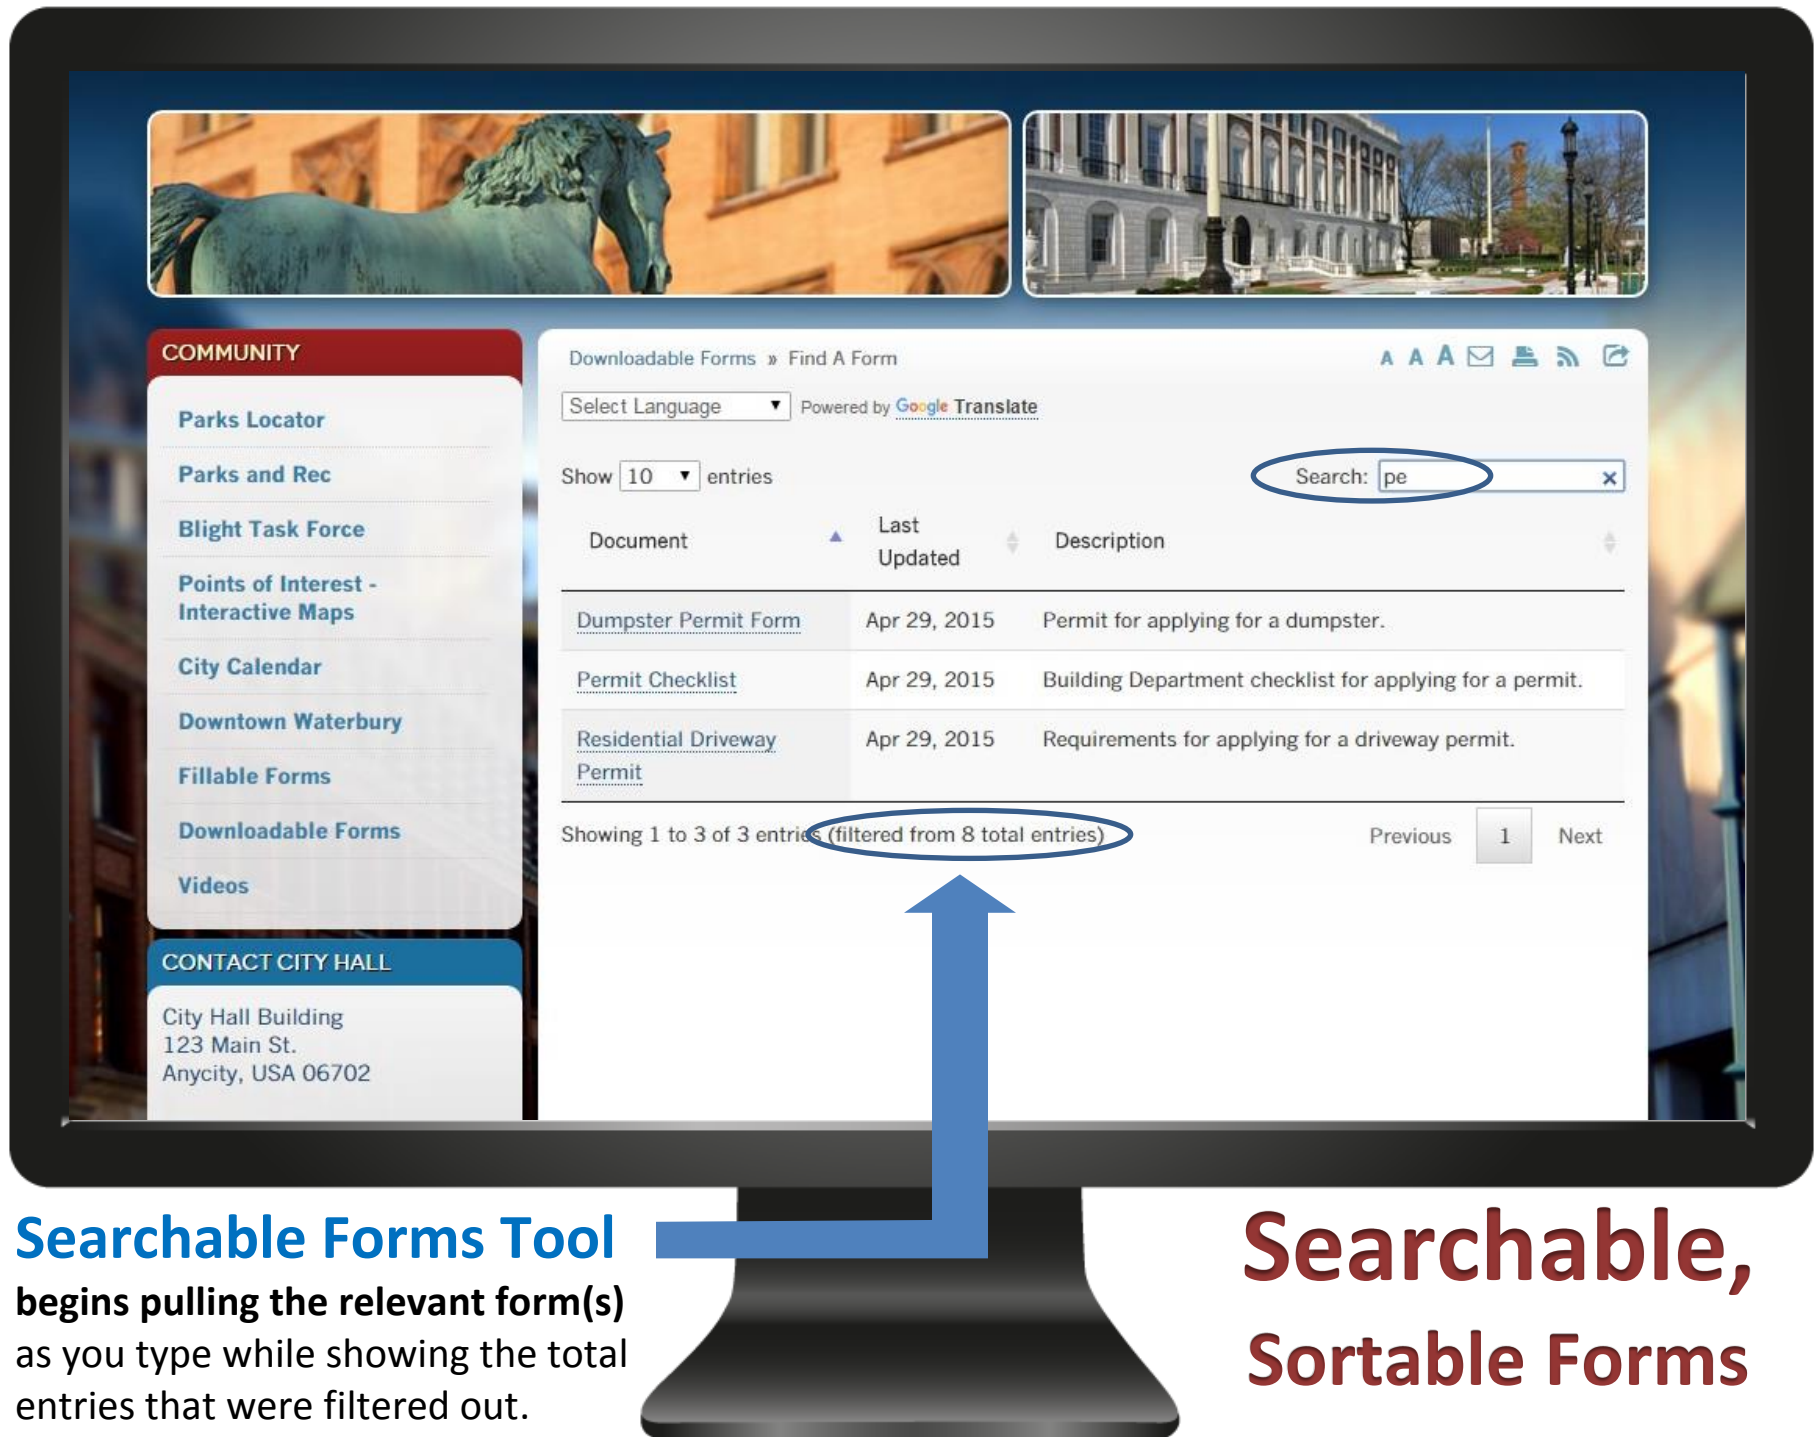 COMMUNITY
Parks Locator
Parks and Rec
Blight Task Force
Points of Interest -
Interactive Maps
City Calendar
Downtown Waterbury
Fillable Forms
Downloadable Forms
Videos
CONTACT CITY HALL
City Hall Building
123 Main St.
Anycity, USA 06702
Downloadable Forms » Find A Form
A A A
Select Language Powered by Google Translate
Show 10 entries
Search: pe
Document Last Updated Description
Dumpster Permit Form Apr 29, 2015 Permit for applying for a dumpster.
Permit Checklist Apr 29, 2015 Building Department checklist for applying for a permit.
Residential Driveway Apr 29, 2015 Requirements for applying for a driveway permit.
Permit
Showing 1 to 3 of 3 entries (filtered from 8 total entries)
Previous 1 Next
Searchable Forms Tool
begins pulling the relevant form(s)
as you type while showing the total
entries that were filtered out.
Searchable,
Sortable Forms